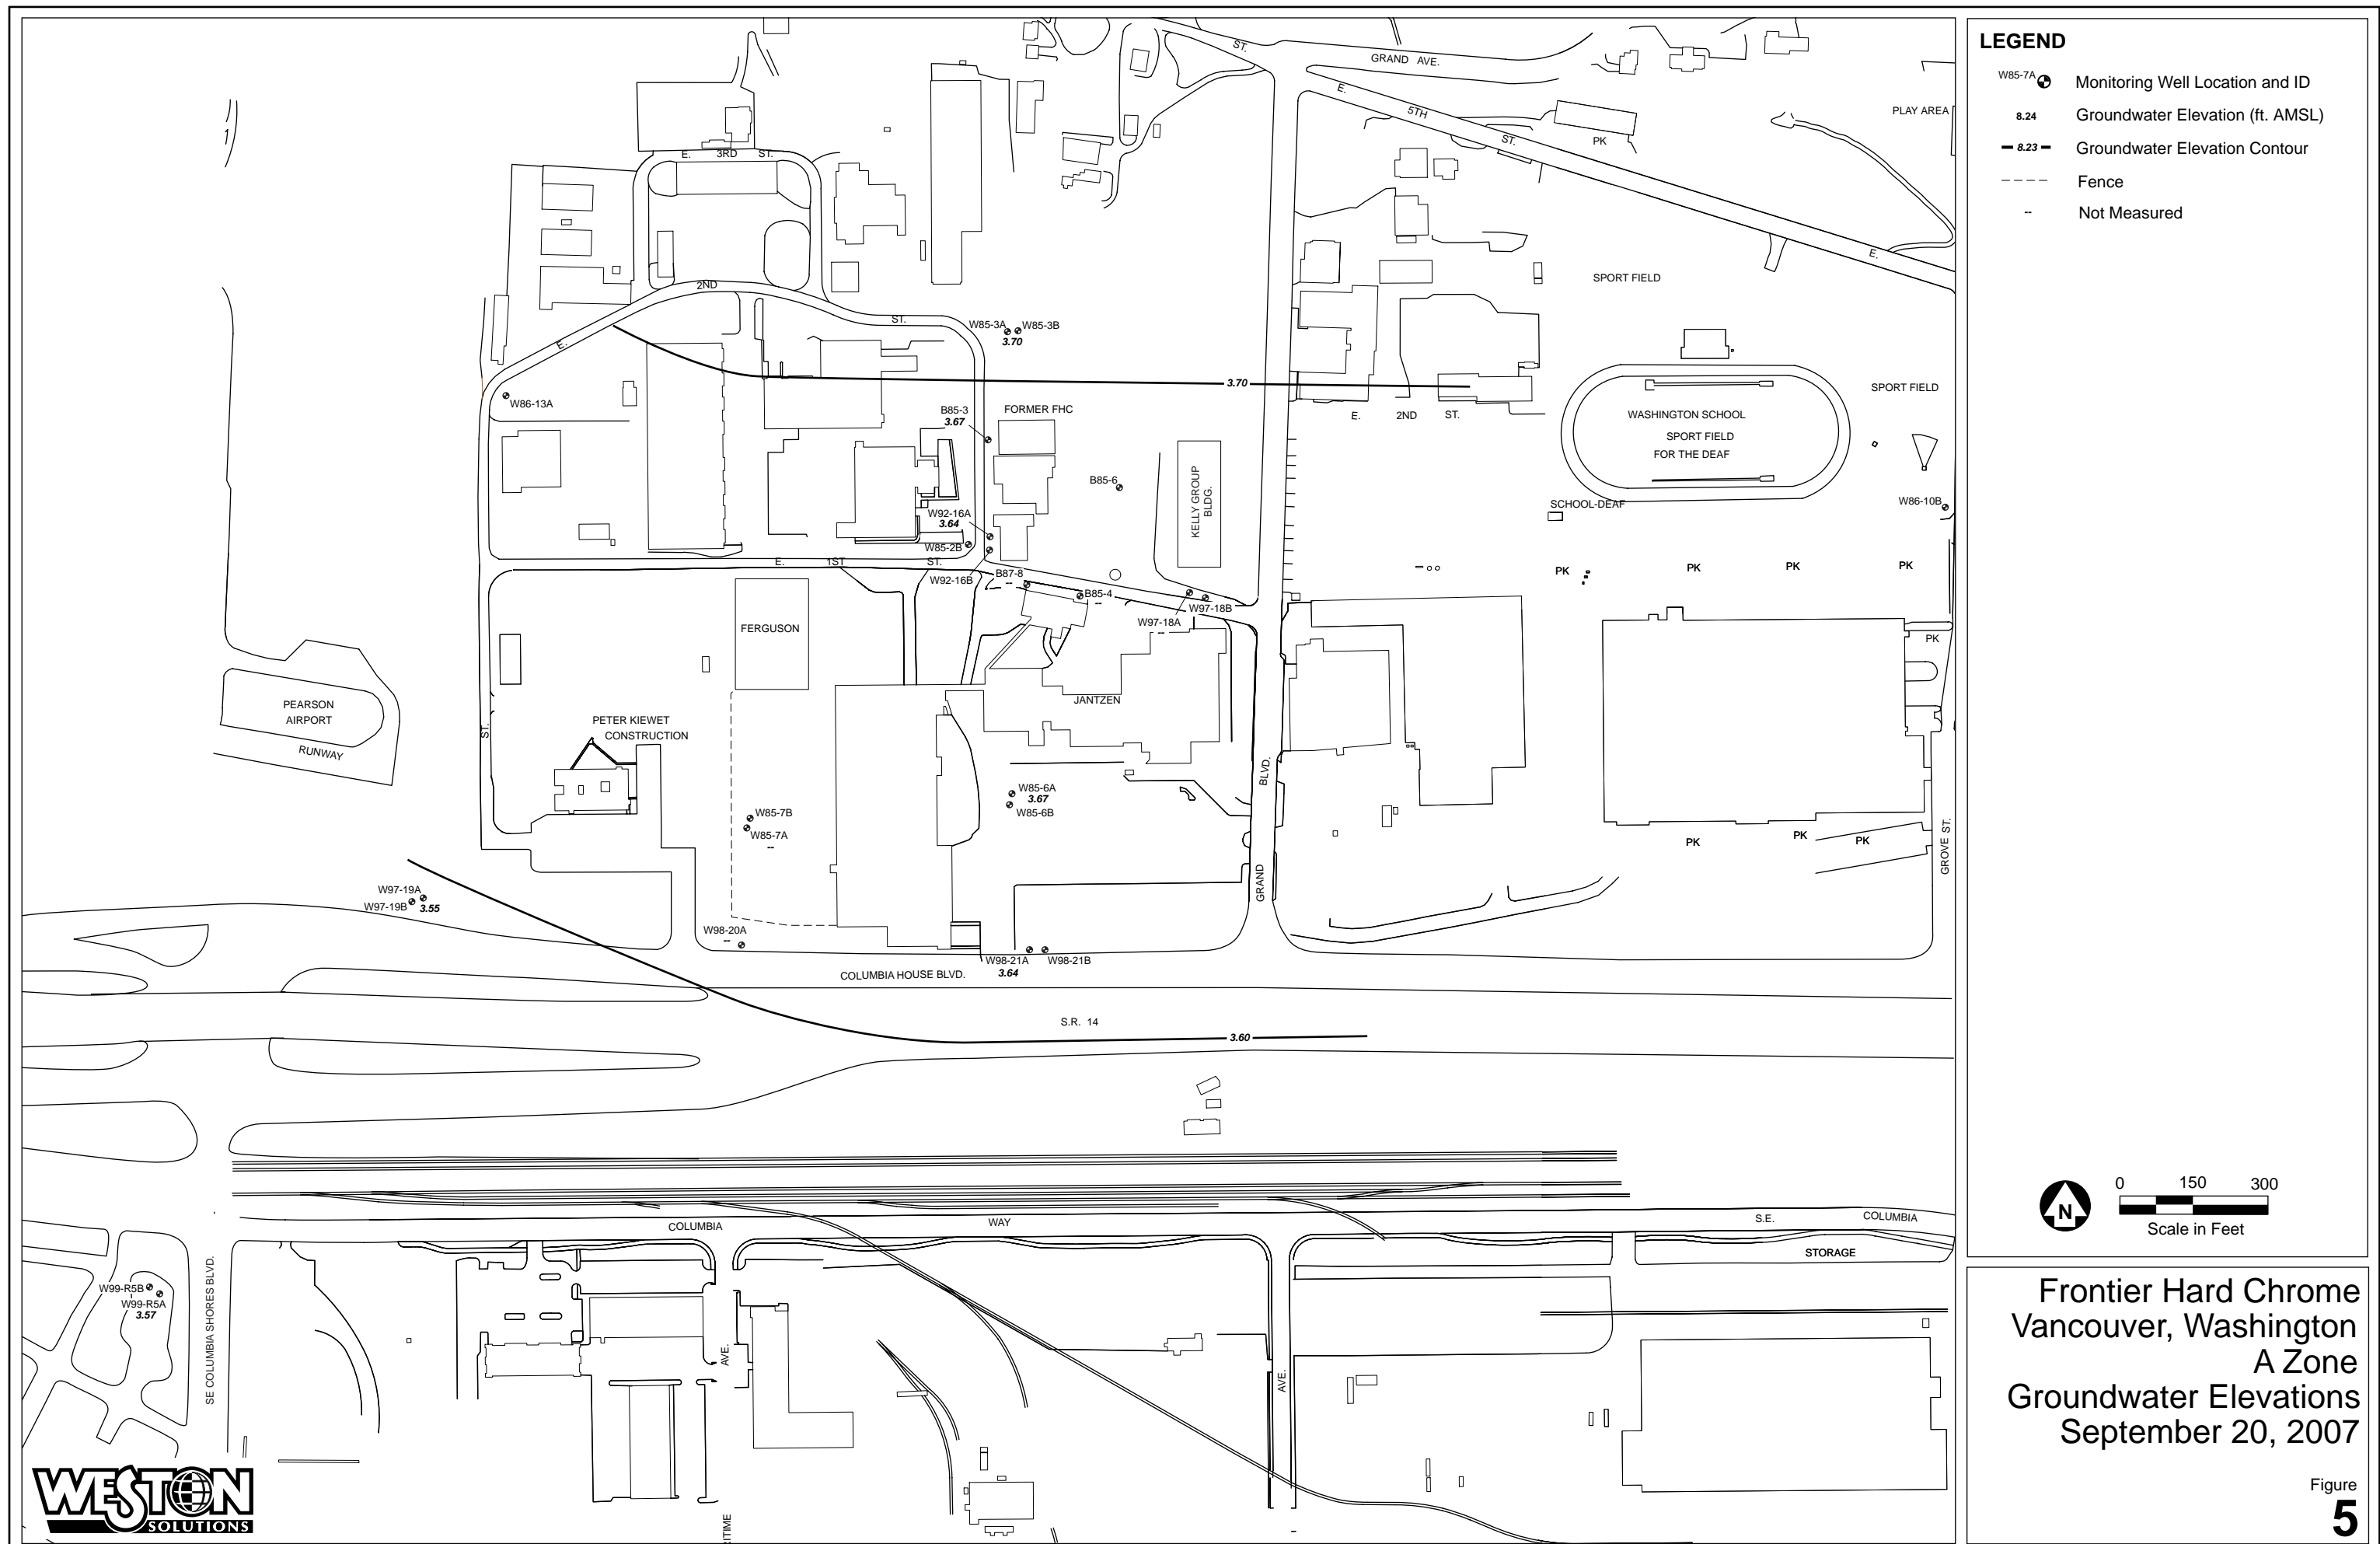 LEGEND
W85-7A Monitoring Well Location and ID
8.24 Groundwater Elevation (ft. AMSL)
8.23 Groundwater Elevation Contour
Fence
-- Not Measured
ST.
GRAND AVE.
E. 5TH ST. E.
PK
PLAY AREA
E. 3RD ST.
SPORT FIELD
2ND
ST.
E.
W85-3A W85-3B
3.70
3.70
W86-13A
B85-3
3.67
FORMER FHC
E. 2ND ST.
SPORT FIELD
WASHINGTON SCHOOL
SPORT FIELD
FOR THE DEAF
B85-6
KELLY GROUP
BLDG.
SCHOOL-DEAF
W86-10B
W92-16A
3.64
W85-2B
E. 1ST ST.
W92-16B
B87-8
--
B85-4
--
W97-18B
W97-18A
--
PK
PK
PK
PK
PK
FERGUSON
JANTZEN
PEARSON
AIRPORT
RUNWAY
ST.
PETER KIEWET
CONSTRUCTION
BLVD.
GRAND
W85-6A
3.67
W85-6B
W85-7B
W85-7A
--
PK
PK
PK
GROVE ST.
W97-19A
W97-19B 3.55
W98-20A
--
W98-21A W98-21B
3.64
COLUMBIA HOUSE BLVD.
S.R. 14
3.60
COLUMBIA WAY S.E. COLUMBIA
STORAGE
SE COLUMBIA SHORES BLVD.
W99-R5B
W99-R5A
3.57
AVE.
AVE.
RITIME
N
0 150 300
Scale in Feet
Frontier Hard Chrome
Vancouver, Washington
A Zone
Groundwater Elevations
September 20, 2007
Figure
5
WESTON
SOLUTIONS